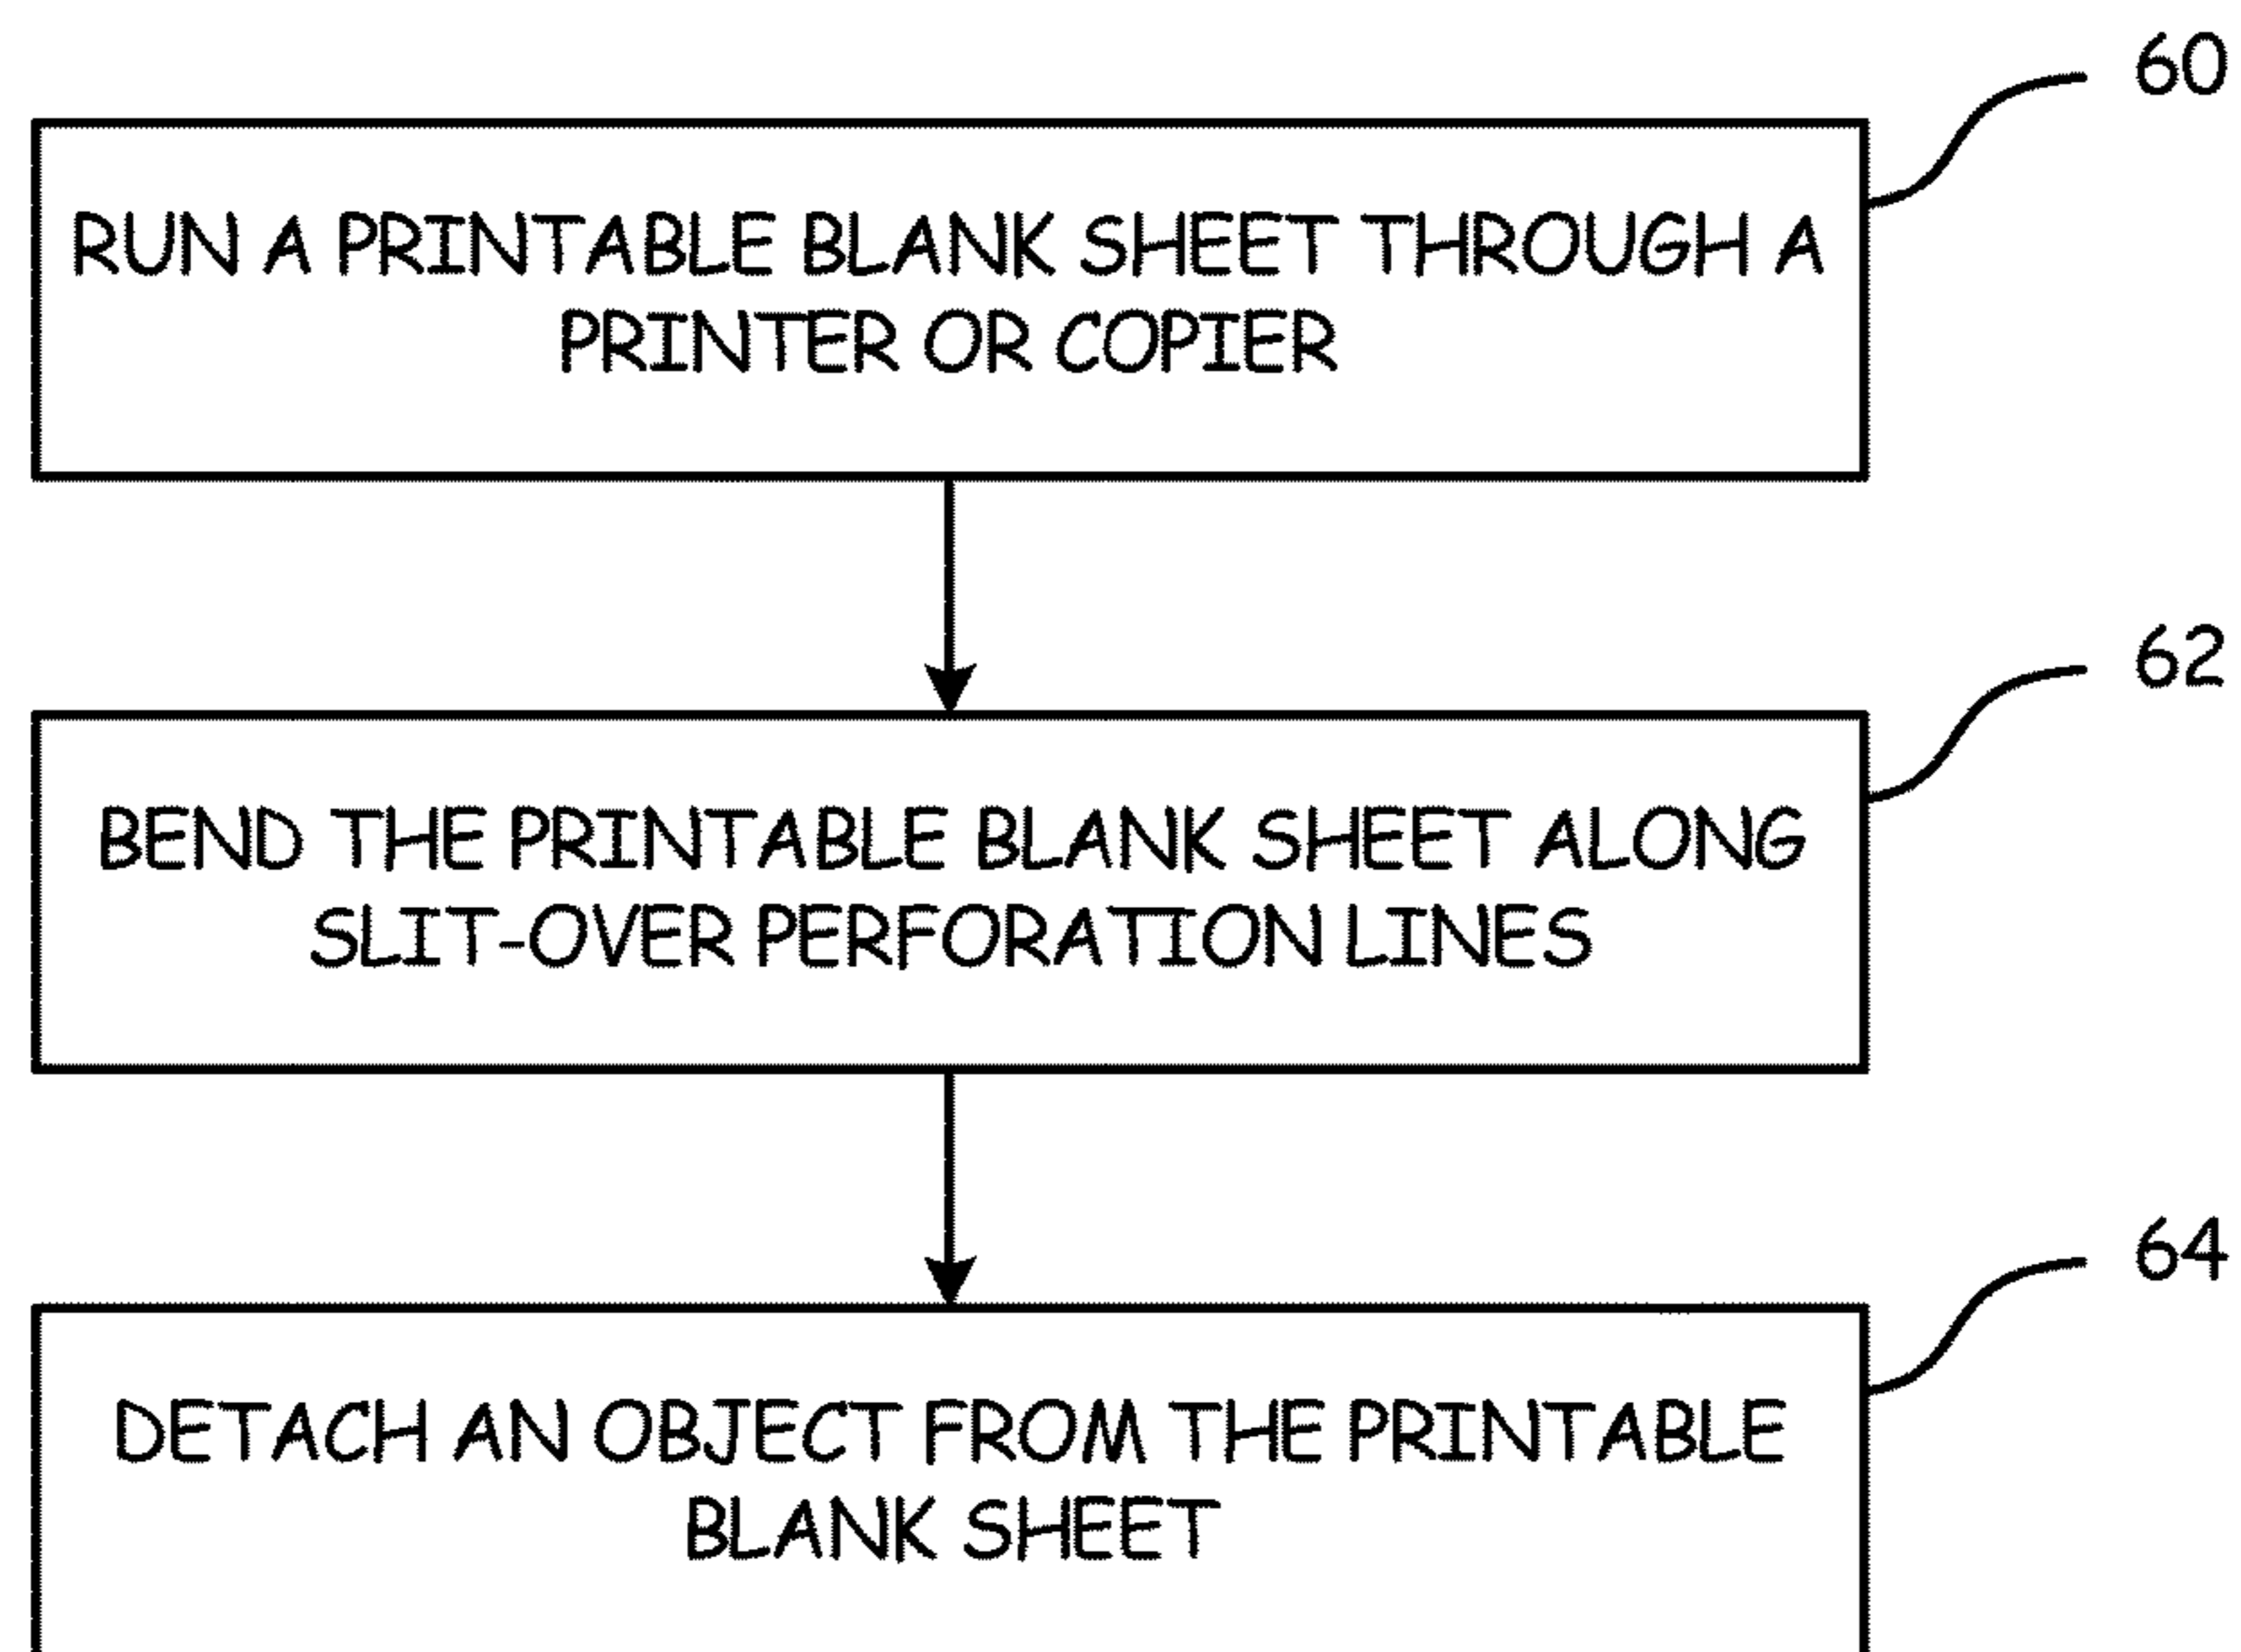 60
RUN A PRINTABLE BLANK SHEET THROUGH A
PRINTER OR COPIER
62
BEND THE PRINTABLE BLANK SHEET ALONG
SLIT-OVER PERFORATION LINES
64
DETACH AN OBJECT FROM THE PRINTABLE
BLANK SHEET